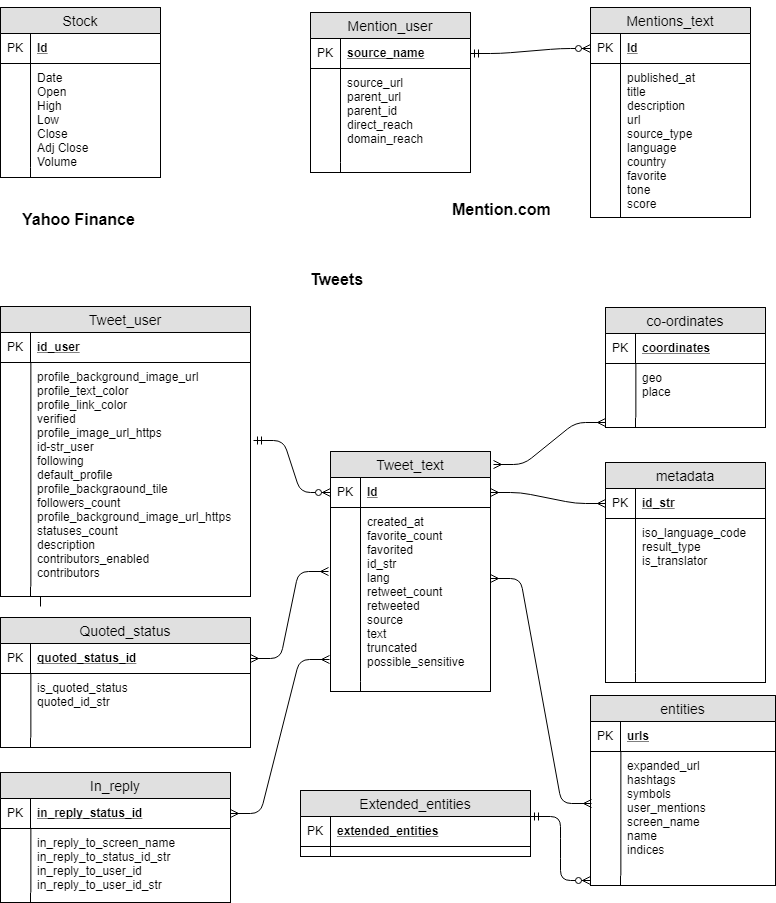 Stock
PK Id
Date
Open
High
Low
Close
Adj Close
Volume
Yahoo Finance
Mention_user
PK source_name
source_url
parent_url
parent_id
direct_reach
domain_reach
Mentions_text
PK Id
published_at
title
description
url
source_type
language
country
favorite
tone
score
Mention.com
Tweets
Tweet_user
PK id_user
profile_background_image_url
profile_text_color
profile_link_color
verified
profile_image_url_https
id-str_user
following
default_profile
profile_backgraound_tile
followers_count
profile_background_image_url_https
statuses_count
description
contributors_enabled
contributors
Quoted_status
PK quoted_status_id
is_quoted_status
quoted_id_str
In_reply
PK in_reply_status_id
in_reply_to_screen_name
in_reply_to_status_id_str
in_reply_to_user_id
in_reply_to_user_id_str
Tweet_text
PK Id
created_at
favorite_count
favorited
id_str
lang
retweet_count
retweeted
source
text
truncated
possible_sensitive
Extended_entities
PK extended_entities
co-ordinates
PK coordinates
geo
place
metadata
PK id_str
iso_language_code
result_type
is_translator
entities
PK urls
expanded_url
hashtags
symbols
user_mentions
screen_name
name
indices